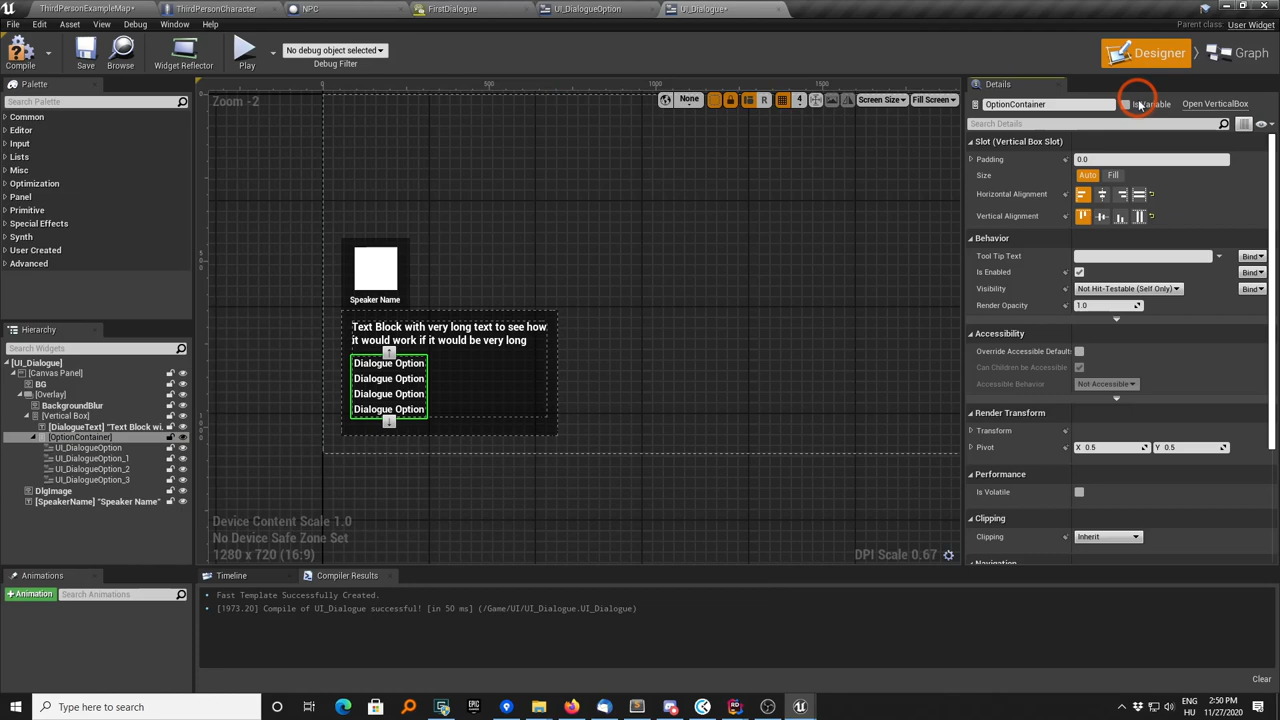 ThirdPersonExampleMap*
ThirdPersonCharacter
NPC
FirstDialogue
UI_DialogueOption
UI_Dialogue*
File
Edit
Asset
View
Debug
Window
Help
Parent class: User Widget
Compile
Save
Browse
Widget Reflector
Play
No debug object selected
Debug Filter
Designer
Graph
Palette
Search Palette
Common
Editor
Input
Lists
Misc
Optimization
Panel
Primitive
Special Effects
Synth
User Created
Advanced
Hierarchy
Search Widgets
[UI_Dialogue]
[Canvas Panel]
BG
[Overlay]
BackgroundBlur
[Vertical Box]
[DialogueText] "Text Block wi..
[OptionContainer]
UI_DialogueOption
UI_DialogueOption_1
UI_DialogueOption_2
UI_DialogueOption_3
DlgImage
[SpeakerName] "Speaker Name"
Animations
+ Animation
Search Animations
Zoom -2
0
500
1000
1500
None
R
4
Screen Size
Fill Screen
Speaker Name
Text Block with very long text to see how
it would work if it would be very long
Dialogue Option
Dialogue Option
Dialogue Option
Dialogue Option
Device Content Scale 1.0
No Device Safe Zone Set
1280 x 720 (16:9)
DPI Scale 0.67
Details
OptionContainer
Is Variable
Open VerticalBox
Search Details
Slot (Vertical Box Slot)
Padding
0.0
Size
Auto
Fill
Horizontal Alignment
Vertical Alignment
Behavior
Tool Tip Text
Bind
Is Enabled
Bind
Visibility
Not Hit-Testable (Self Only)
Bind
Render Opacity
1.0
Accessibility
Override Accessible Defaults
Can Children be Accessible
Accessible Behavior
Not Accessible
Render Transform
Transform
Pivot
X 0.5
Y 0.5
Performance
Is Volatile
Clipping
Clipping
Inherit
Timeline
Compiler Results
Fast Template Successfully Created.
[1973.20] Compile of UI_Dialogue successful! [in 50 ms] (/Game/UI/UI_Dialogue.UI_Dialogue)
Clear
Type here to search
ENG
HU
2:50 PM
11/27/2020